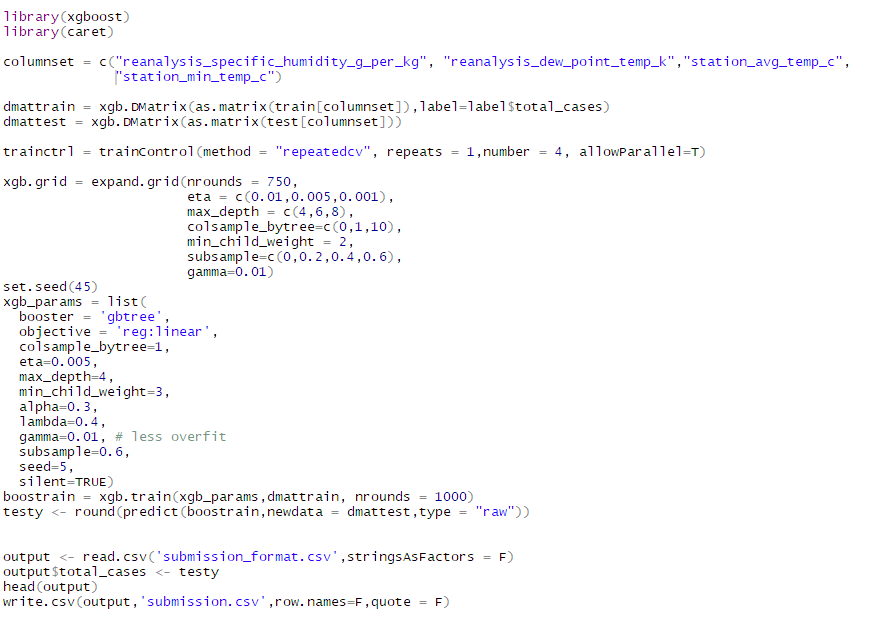 library(xgboost)
library(caret)
columnset = c("reanalysis_specific_humidity_g_per_kg", "reanalysis_dew_point_temp_k","station_avg_temp_c",
"station_min_temp_c")
dmattrain = xgb.DMatrix(as.matrix(train[columnset]),label=label$total_cases)
dmattest = xgb.DMatrix(as.matrix(test[columnset]))
trainctrl = trainControl(method = "repeatedcv", repeats = 1,number = 4, allowParallel=T)
xgb.grid = expand.grid(nrounds = 750,
eta = c(0.01,0.005,0.001),
max_depth = c(4,6,8),
colsample_bytree=c(0,1,10),
min_child_weight = 2,
subsample=c(0,0.2,0.4,0.6),
gamma=0.01)
set.seed(45)
xgb_params = list(
booster = 'gbtree',
objective = 'reg:linear',
colsample_bytree=1,
eta=0.005,
max_depth=4,
min_child_weight=3,
alpha=0.3,
lambda=0.4,
gamma=0.01, # less overfit
subsample=0.6,
seed=5,
silent=TRUE)
boostrain = xgb.train(xgb_params,dmattrain, nrounds = 1000)
testy <- round(predict(boostrain,newdata = dmattest,type = "raw"))
output <- read.csv('submission_format.csv',stringsAsFactors = F)
output$total_cases <- testy
head(output)
write.csv(output,'submission.csv',row.names=F,quote = F)